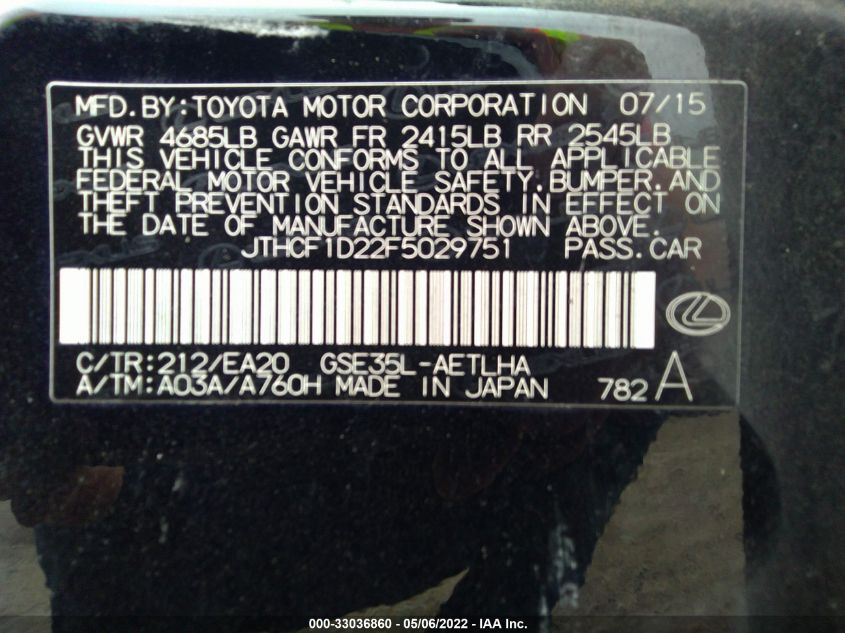 MFD.BY:TOYOTA MOTOR CORPORATION 07/15
GVWR 4685LB GAWR FR 2415LB RR 2545LB
THIS VEHICLE CONFORMS TO ALL APPLICABLE
FEDERAL MOTOR VEHICLE SAFETY.BUMPER.AND
THEFT PREVENTION STANDARDS IN EFFECT ON
THE DATE OF MANUFACTURE SHOWN ABOVE.
JTHCF1D22F5029751 PASS.CAR
C/TR:212/EA20 GSE35L-AETLHA
A/TM:A03A/A760H MADE IN JAPAN 782 A
000-33036860 - 05/06/2022 - IAA Inc.